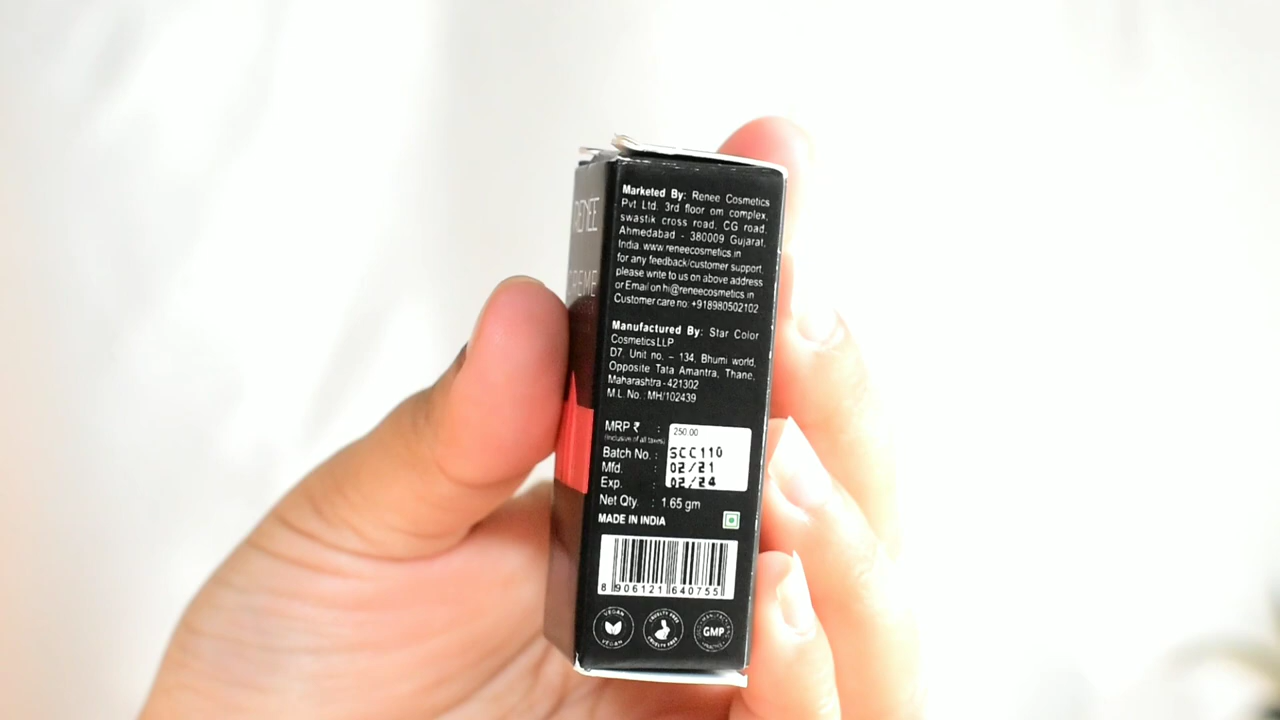 RENEE
CREME
Marketed By: Renee Cosmetics
Pvt Ltd. 3rd floor om complex,
swastik cross road, CG road,
Ahmedabad - 380009 Gujarat,
India. www.reneecosmetics.in
for any feedback/customer support,
please write to us on above address
or Email on hi@reneecosmetics.in
Customer care no: +918980502102
Manufactured By: Star Color
Cosmetics LLP
D7, Unit no. – 134, Bhumi world,
Opposite Tata Amantra, Thane,
Maharashtra - 421302
M.L. No.: MH/102439
MRP ₹ : 250.00
(Inclusive of all taxes)
Batch No. : SCC110
Mfd. : 02/21
Exp. : 02/24
Net Qty. : 1.65 gm
MADE IN INDIA
8 906121 640755
VEGAN
VEGAN
CRUELTY FREE
CRUELTY FREE
GMP